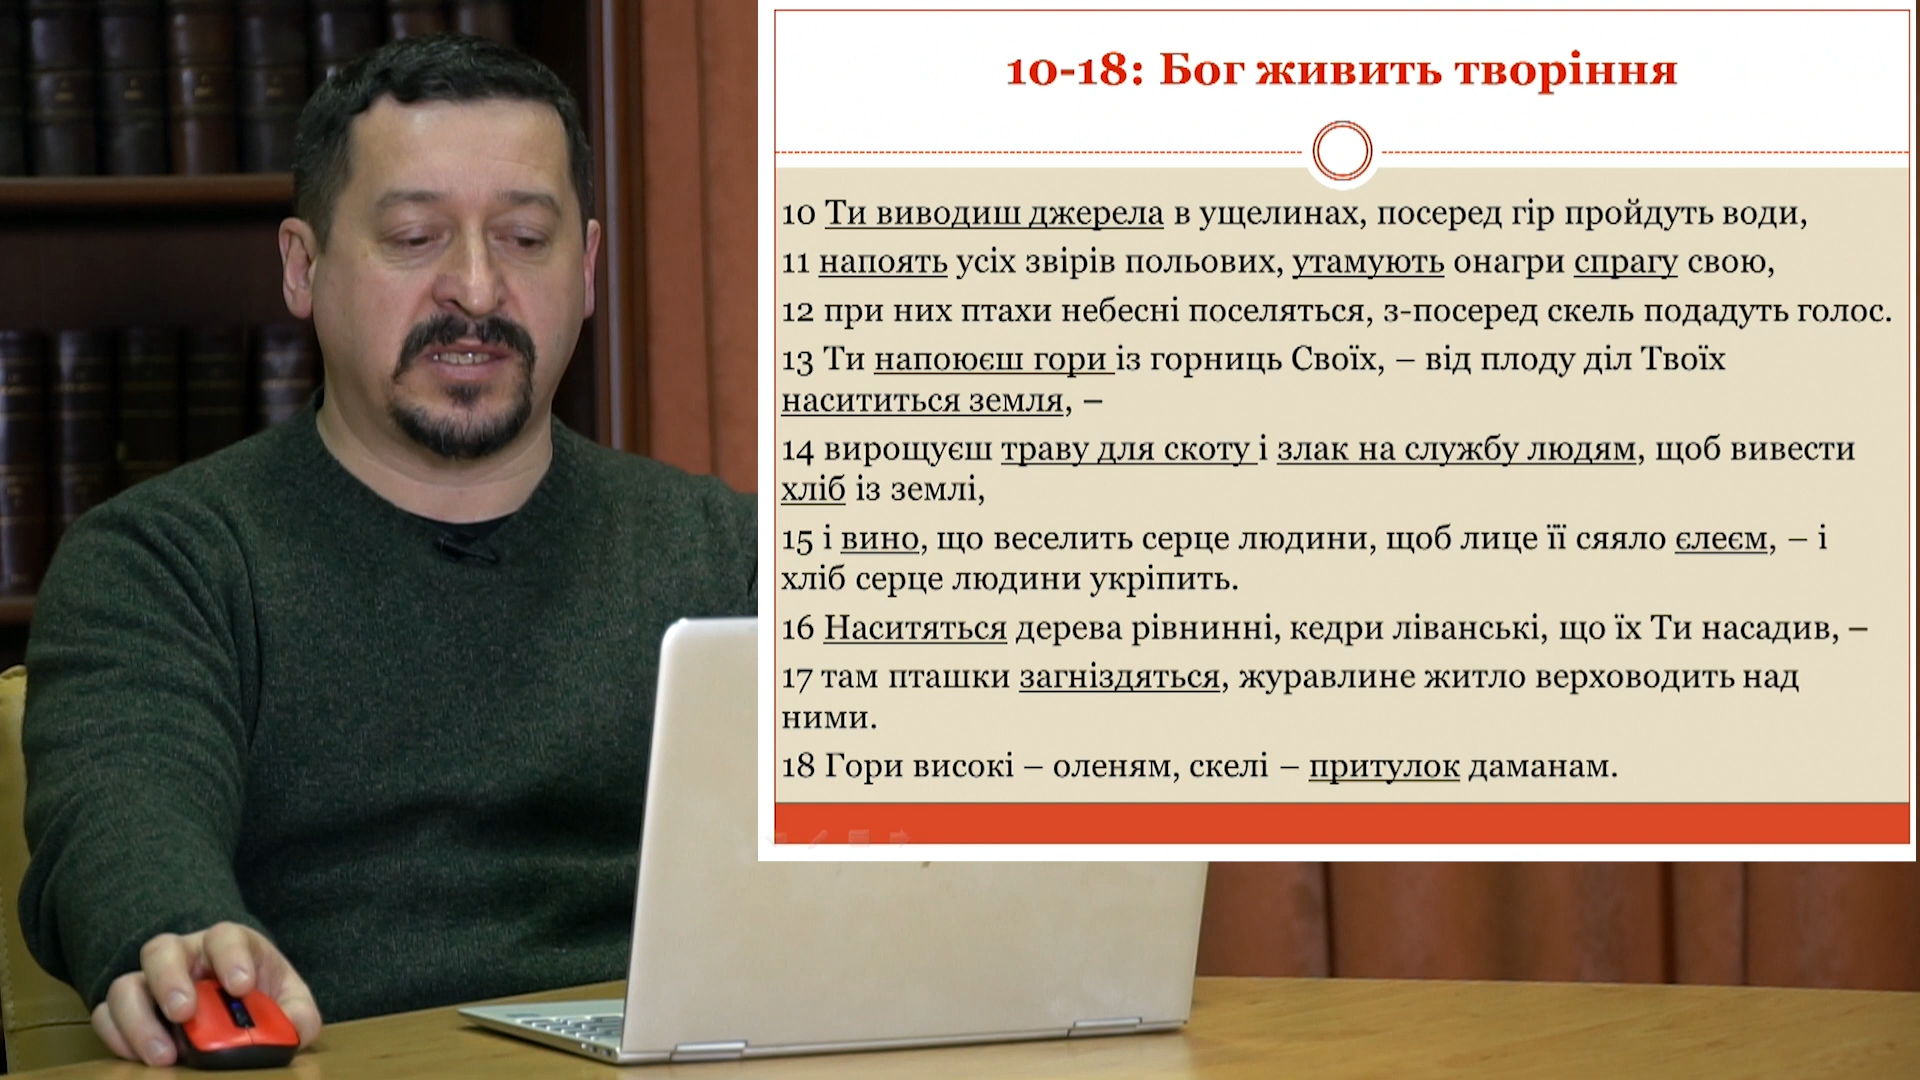 10-18: Бог живить творіння
10 Ти виводиш джерела в ущелинах, посеред гір пройдуть води,
11 напоять усіх звірів польових, утамують онагри спрагу свою,
12 при них птахи небесні поселяться, з-посеред скель подадуть голос.
13 Ти напоюєш гори із горниць Своїх, – від плоду діл Твоїх
насититься земля, –
14 вирощуєш траву для скоту і злак на службу людям, щоб вивести
хліб із землі,
15 і вино, що веселить серце людини, щоб лице її сяяло єлеєм, – і
хліб серце людини укріпить.
16 Наситяться дерева рівнинні, кедри ліванські, що їх Ти насадив, –
17 там пташки загніздяться, журавлине житло верховодить над
ними.
18 Гори високі – оленям, скелі – притулок даманам.